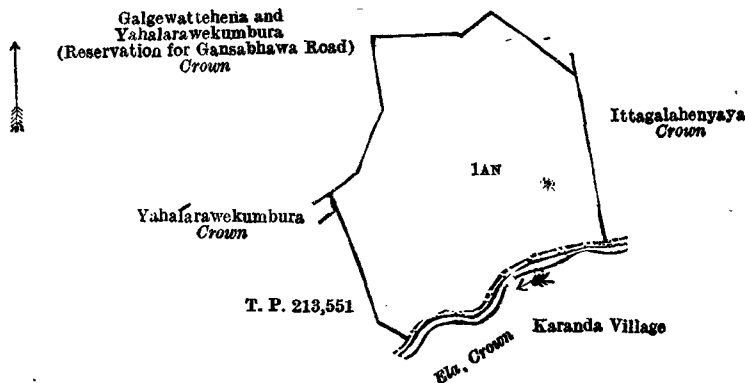 Galgewattehena and
Yahalarawekumbura
(Reservation for Gansabhawa Road)
Crown
Ittagalahenyaya
Crown
1AN
Yahalarawekumbura
Crown
T. P. 213,551
Karanda Village
Ela, Crown